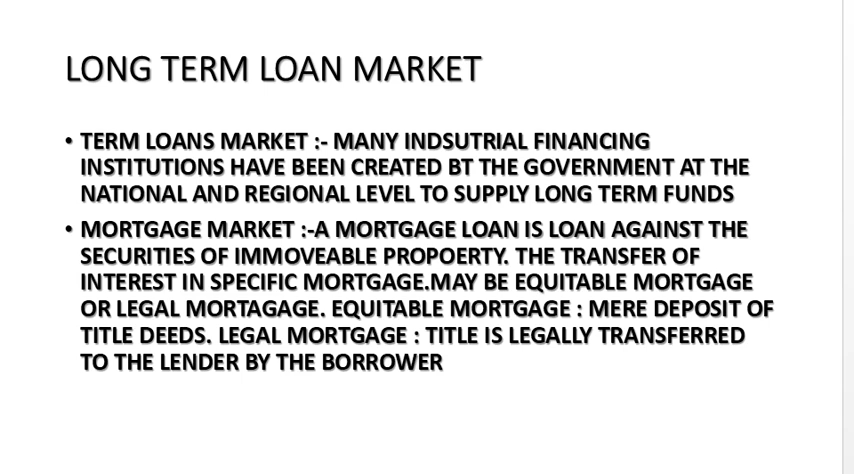 LONG TERM LOAN MARKET
• TERM LOANS MARKET :- MANY INDSUTRIAL FINANCING
INSTITUTIONS HAVE BEEN CREATED BT THE GOVERNMENT AT THE
NATIONAL AND REGIONAL LEVEL TO SUPPLY LONG TERM FUNDS
• MORTGAGE MARKET :-A MORTGAGE LOAN IS LOAN AGAINST THE
SECURITIES OF IMMOVEABLE PROPOERTY. THE TRANSFER OF
INTEREST IN SPECIFIC MORTGAGE.MAY BE EQUITABLE MORTGAGE
OR LEGAL MORTAGAGE. EQUITABLE MORTGAGE : MERE DEPOSIT OF
TITLE DEEDS. LEGAL MORTGAGE : TITLE IS LEGALLY TRANSFERRED
TO THE LENDER BY THE BORROWER